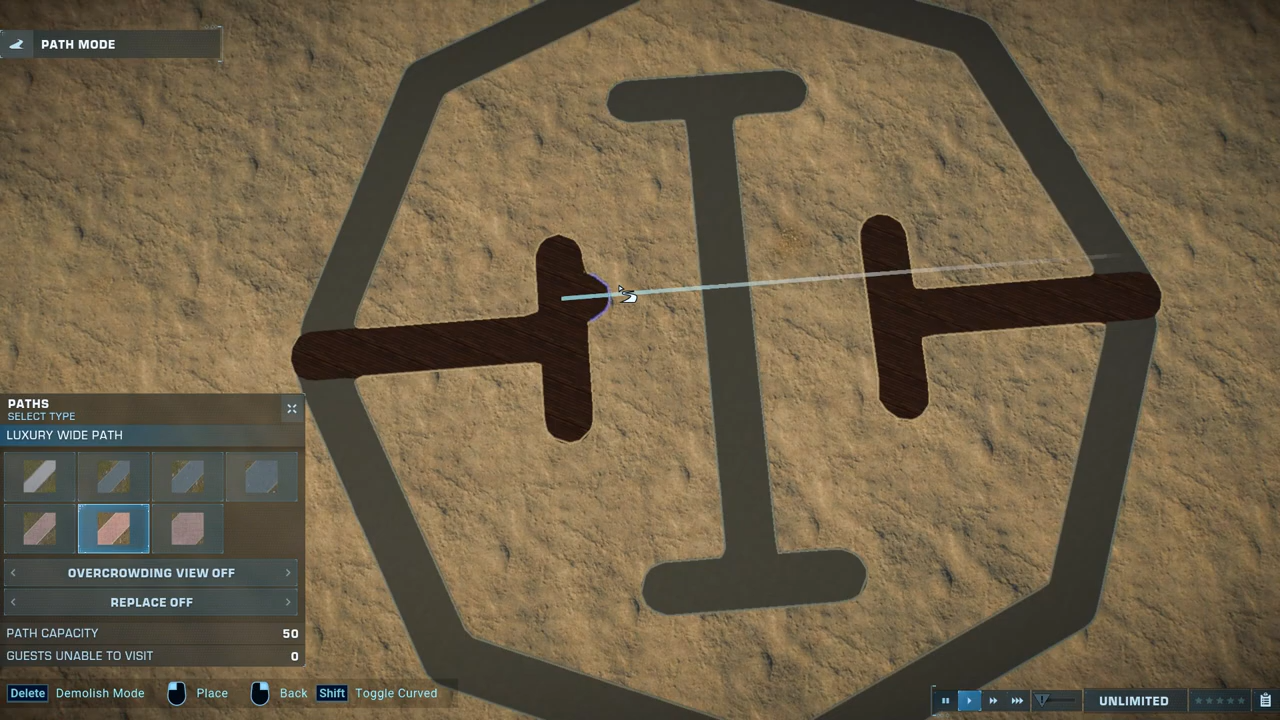 PATH MODE
PATHS
SELECT TYPE
LUXURY WIDE PATH
OVERCROWDING VIEW OFF
REPLACE OFF
PATH CAPACITY 50
GUESTS UNABLE TO VISIT 0
Delete Demolish Mode Place Back Shift Toggle Curved
UNLIMITED